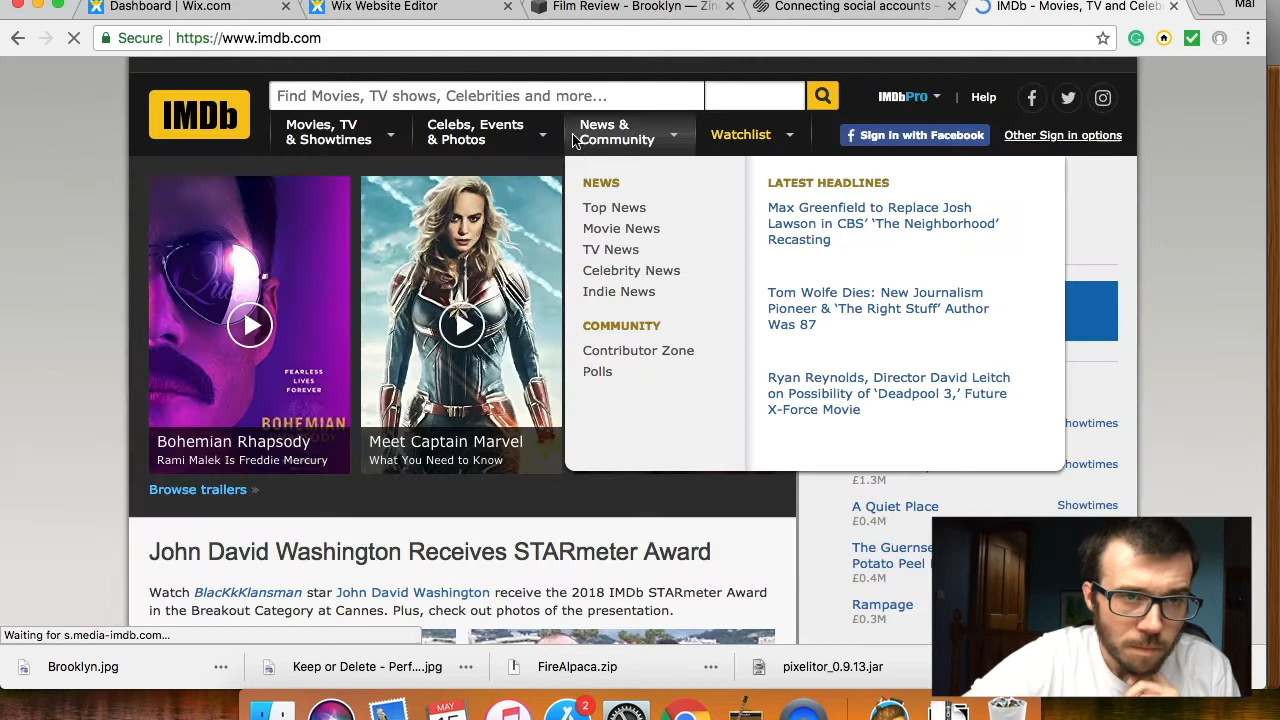 Dashboard | Wix.com
Wix Website Editor
Film Review - Brooklyn — Zin
Connecting social accounts –
IMDb - Movies, TV and Celeb
Mal
Secure
https://www.imdb.com
IMDb
Find Movies, TV shows, Celebrities and more...
IMDbPro
|
Help
Movies, TV
& Showtimes
Celebs, Events
& Photos
News &
Community
Watchlist
f Sign in with Facebook
Other Sign in options
NEWS
Top News
Movie News
TV News
Celebrity News
Indie News
COMMUNITY
Contributor Zone
Polls
LATEST HEADLINES
Max Greenfield to Replace Josh
Lawson in CBS’ ‘The Neighborhood’
Recasting
Tom Wolfe Dies: New Journalism
Pioneer & ‘The Right Stuff’ Author
Was 87
Ryan Reynolds, Director David Leitch
on Possibility of ‘Deadpool 3,’ Future
X-Force Movie
FEARLESS
LIVES
FOREVER
BOHEMIAN
Bohemian Rhapsody
Rami Malek Is Freddie Mercury
Meet Captain Marvel
What You Need to Know
Browse trailers »
howtimes
Showtimes
£1.3M
A Quiet Place
Showtimes
£0.4M
The Guernse
Potato Peel
£0.4M
Rampage
£0.3M
John David Washington Receives STARmeter Award
Watch BlacKkKlansman star John David Washington receive the 2018 IMDb STARmeter Award
in the Breakout Category at Cannes. Plus, check out photos of the presentation.
Waiting for s.media-imdb.com...
Brooklyn.jpg
Keep or Delete - Perf....jpg
FireAlpaca.zip
pixelitor_0.9.13.jar
MAY
2